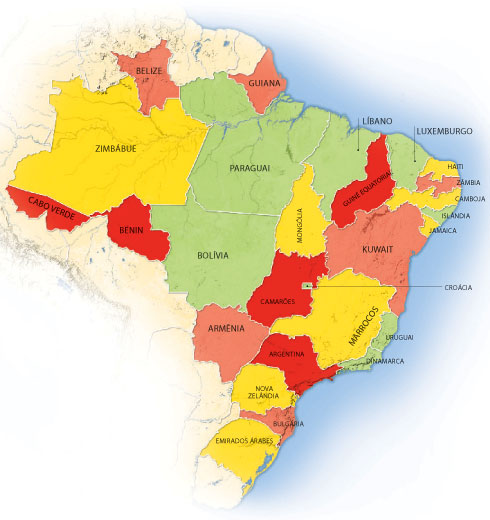 BELIZE
GUIANA
LÍBANO
LUXEMBURGO
ZIMBÁBUE
PARAGUAI
HAITI
ZÂMBIA
CAMBOJA
GUINÉ EQUATORIAL
CABO VERDE
ISLÂNDIA
JAMAICA
BENIN
MONGÓLIA
BOLÍVIA
KUWAIT
CAMARÕES
CROÁCIA
ARMÊNIA
MARROCOS
URUGUAI
ARGENTINA
DINAMARCA
NOVA
ZELÂNDIA
BULGÁRIA
EMIRADOS ÁRABES